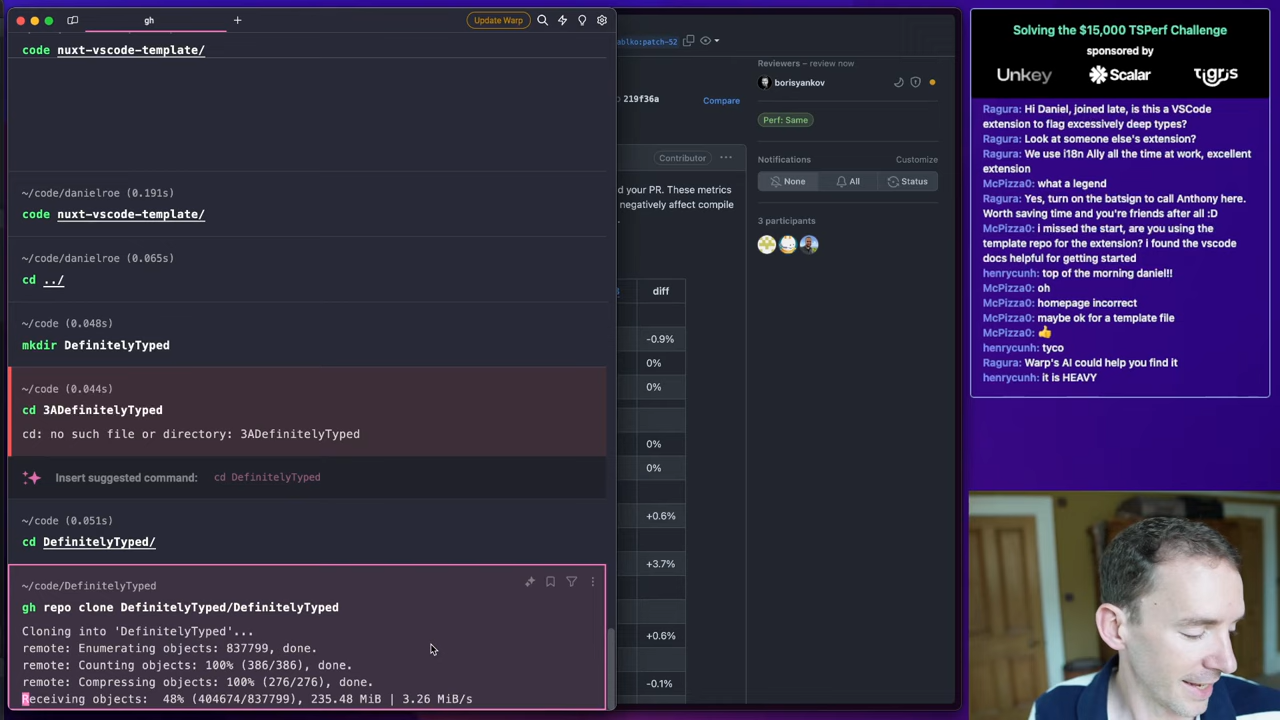 gh
Update Warp
code nuxt-vscode-template/
~/code/danielroe (0.191s)
code nuxt-vscode-template/
~/code/danielroe (0.065s)
cd ../
~/code (0.048s)
mkdir DefinitelyTyped
~/code (0.044s)
cd 3ADefinitelyTyped
cd: no such file or directory: 3ADefinitelyTyped
Insert suggested command: cd DefinitelyTyped
~/code (0.051s)
cd DefinitelyTyped/
~/code/DefinitelyTyped
gh repo clone DefinitelyTyped/DefinitelyTyped
Cloning into 'DefinitelyTyped'...
remote: Enumerating objects: 837799, done.
remote: Counting objects: 100% (386/386), done.
remote: Compressing objects: 100% (276/276), done.
Receiving objects: 48% (404674/837799), 235.48 MiB | 3.26 MiB/s
ablko:patch-52
219f36a
Compare
Contributor
d your PR. These metrics
negatively affect compile
diff
-0.9%
0%
0%
0%
0%
+0.6%
+3.7%
+0.6%
-0.1%
Reviewers – review now
borisyankov
Perf: Same
Notifications
Customize
None
All
Status
3 participants
Solving the $15,000 TSPerf Challenge
sponsored by
Unkey
Scalar
tigris
Ragura: Hi Daniel, joined late, is this a VSCode
extension to flag excessively deep types?
Ragura: Look at someone else's extension?
Ragura: We use i18n Ally all the time at work, excellent
extension
McPizza0: what a legend
Ragura: Yes, turn on the batsign to call Anthony here.
Worth saving time and you're friends after all :D
McPizza0: i missed the start, are you using the
template repo for the extension? i found the vscode
docs helpful for getting started
henrycunh: top of the morning daniel!!
McPizza0: oh
McPizza0: homepage incorrect
McPizza0: maybe ok for a template file
McPizza0: 👍
henrycunh: tyco
Ragura: Warp's AI could help you find it
henrycunh: it is HEAVY